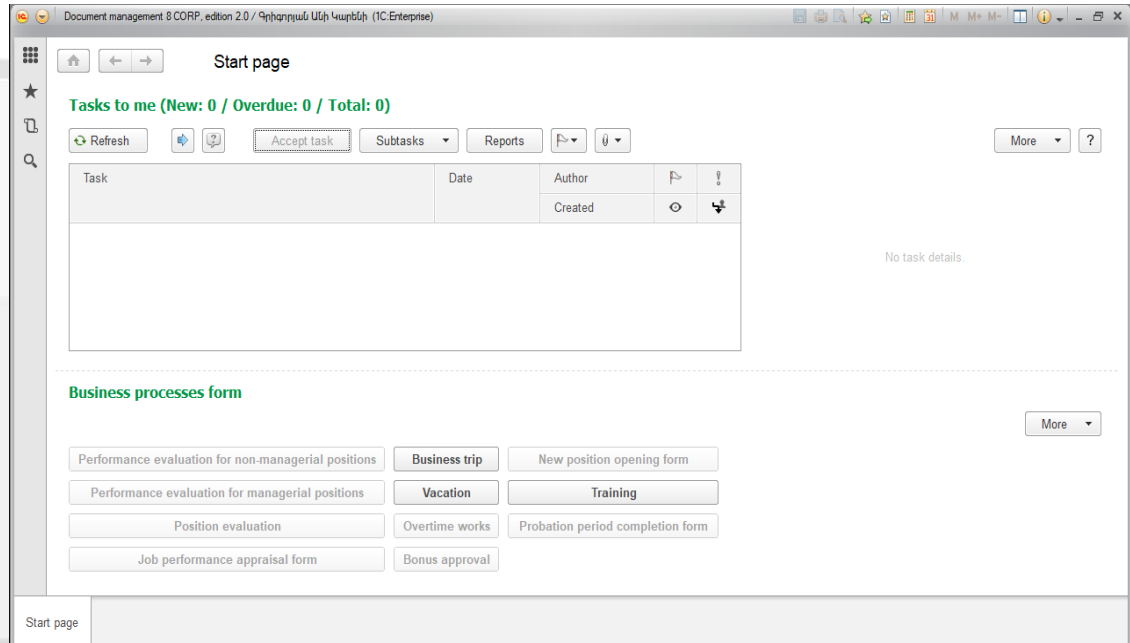 Document management 8 CORP, edition 2.0 / Գրիգորյան Անի Կարենի (1C:Enterprise)
M M+ M-
Start page
Tasks to me (New: 0 / Overdue: 0 / Total: 0)
Refresh Accept task Subtasks Reports More ?
Task Date Author
Created
No task details.
Business processes form
More
Performance evaluation for non-managerial positions Business trip New position opening form
Performance evaluation for managerial positions Vacation Training
Position evaluation Overtime works Probation period completion form
Job performance appraisal form Bonus approval
Start page